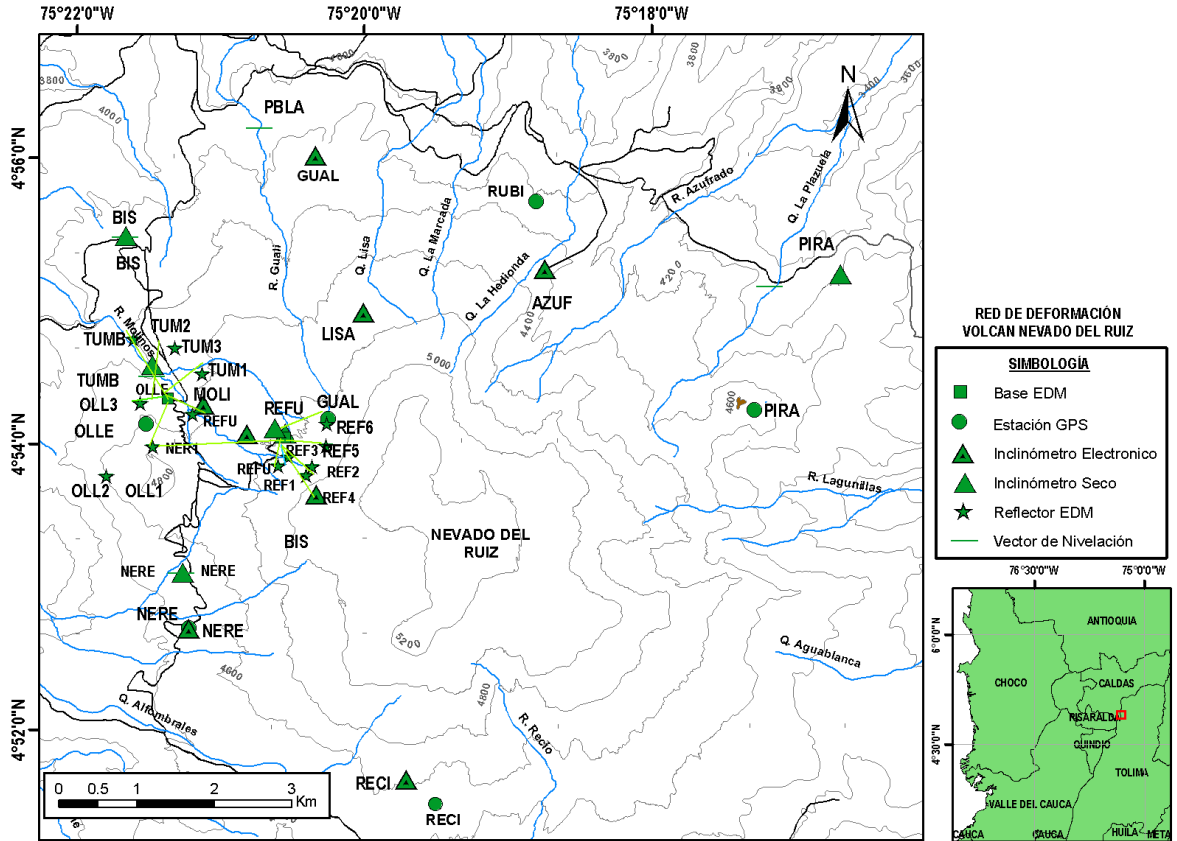 75°22'0"W
75°20'0"W
75°18'0"W
4°56'0"N
4°54'0"N
4°52'0"N
N
3800
4000
3800
3800
3800
3400
3600
PBLA
GUAL
RUBI
R. Azufrado
Q. La Plazuela
BIS
BIS
R. Guali
Q. Lisa
Q. La Marcada
Q. La Hedionda
PIRA
4200
AZUF
4400
LISA
5000
R. Molinos
TUM2
TUMB
TUM3
TUMB
TUM1
OLLE
OLL3
MOLI
REFU
OLLE
REFU
GUAL
REF6
4600
PIRA
NER1
REF3
REF5
4800
REFU
REF2
OLL2
OLL1
REF1
REF4
R. Lagunillas
BIS
NEVADO DEL
RUIZ
NERE
NERE
NERE
NERE
5200
4600
4800
Q. Aguablanca
Q. Alfombrales
R. Recio
RECI
RECI
0 0.5 1 2 3
Km
RED DE DEFORMACIÓN
VOLCAN NEVADO DEL RUIZ
SIMBOLOGÍA
Base EDM
Estación GPS
Inclinómetro Electronico
Inclinómetro Seco
Reflector EDM
Vector de Nivelación
76°30'0"W
75°0'0"W
6°0'0"N
4°30'0"N
ANTIOQUIA
CHOCO
CALDAS
RISARALDA
QUINDIO
TOLIMA
VALLE DEL CAUCA
CAUCA
CAUCA
HUILA
META